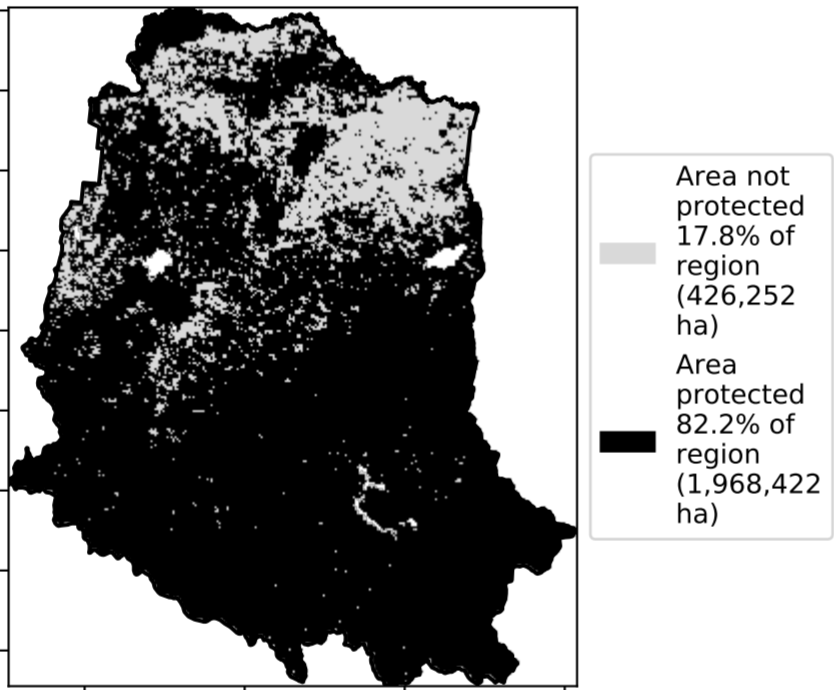 Area not
protected
17.8% of
region
(426,252
ha)
Area
protected
82.2% of
region
(1,968,422
ha)